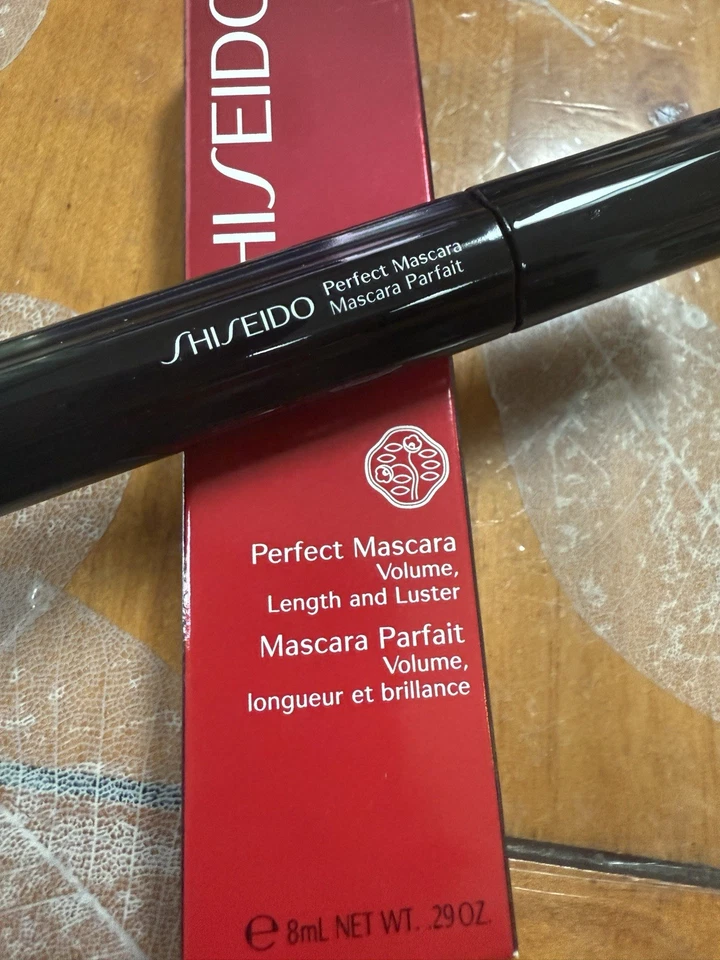 SHISEIDO
SHISEIDO
Perfect Mascara
Mascara Parfait
Perfect Mascara
Volume,
Length and Luster
Mascara Parfait
Volume,
longueur et brillance
e 8mL NET WT. .29 OZ.